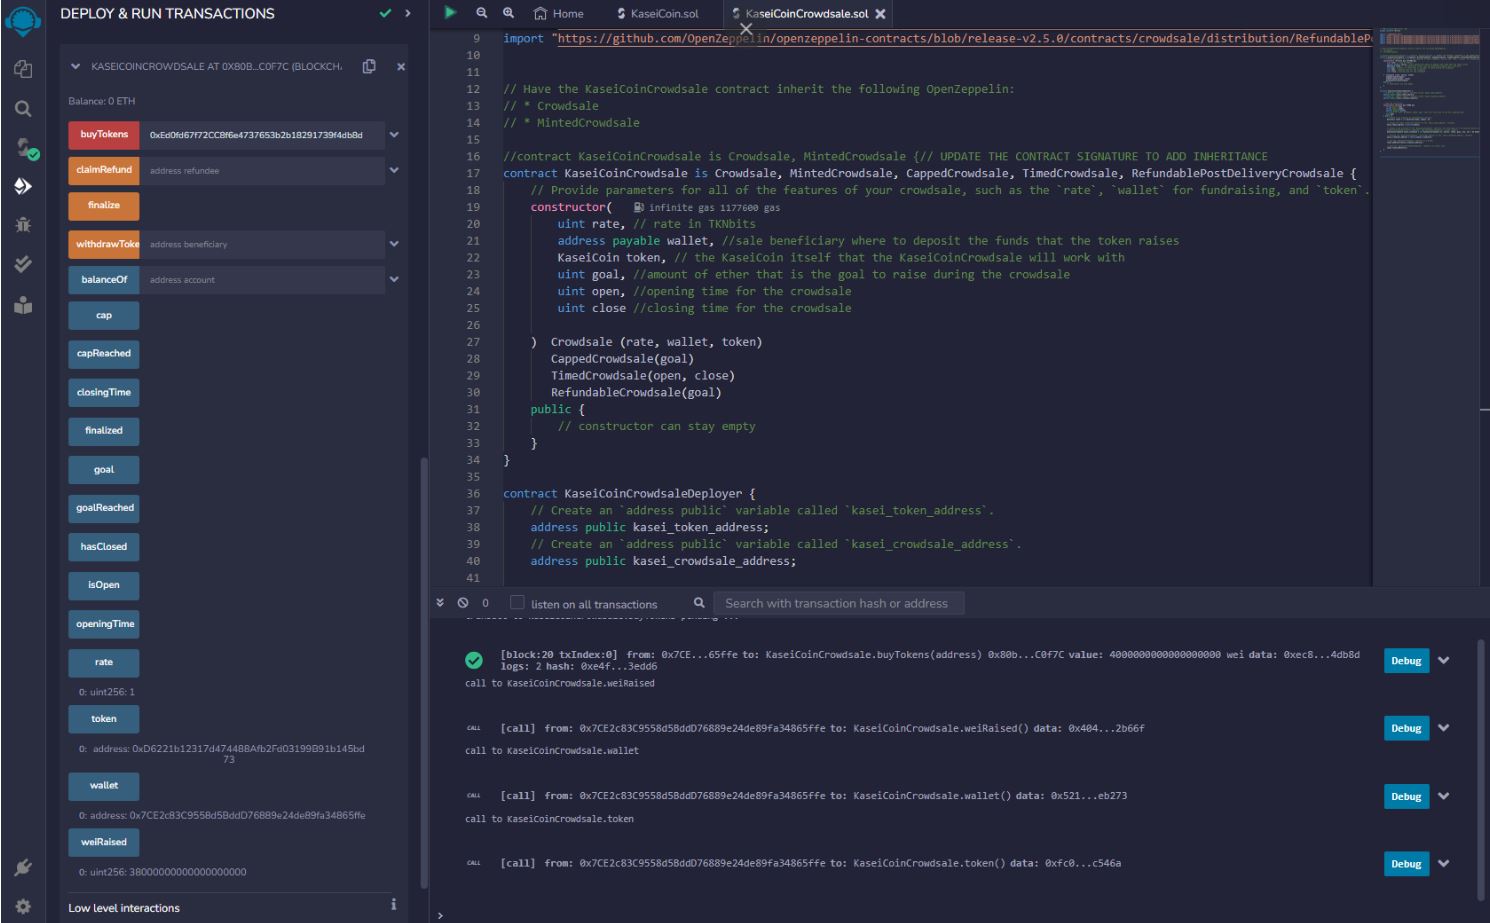 DEPLOY & RUN TRANSACTIONS
KASEICOINCROWDSALE AT 0X80B...C0F7C (BLOCKCHA
Balance: 0 ETH
buyTokens 0xEd0fd67f72CC8f6e4737653b2b18291739f4db8d
claimRefund address refundee
finalize
withdrawToke address beneficiary
balanceOf address account
cap
capReached
closingTime
finalized
goal
goalReached
hasClosed
isOpen
openingTime
rate
0: uint256: 1
token
0: address: 0xD6221b12317d474488Afb2Fd03199B91b145bd
73
wallet
0: address: 0x7CE2c83C9558d5BddD76889e24de89fa34865ffe
weiRaised
0: uint256: 38000000000000000000
Low level interactions
Home KaseiCoin.sol KaseiCoinCrowdsale.sol
9 import "https://github.com/OpenZeppelin/openzeppelin-contracts/blob/release-v2.5.0/contracts/crowdsale/distribution/RefundablePo
10
11
12 // Have the KaseiCoinCrowdsale contract inherit the following OpenZeppelin:
13 // * Crowdsale
14 // * MintedCrowdsale
15
16 //contract KaseiCoinCrowdsale is Crowdsale, MintedCrowdsale {// UPDATE THE CONTRACT SIGNATURE TO ADD INHERITANCE
17 contract KaseiCoinCrowdsale is Crowdsale, MintedCrowdsale, CappedCrowdsale, TimedCrowdsale, RefundablePostDeliveryCrowdsale {
18 // Provide parameters for all of the features of your crowdsale, such as the `rate`, `wallet` for fundraising, and `token`.
19 constructor( infinite gas 1177600 gas
20 uint rate, // rate in TKNbits
21 address payable wallet, //sale beneficiary where to deposit the funds that the token raises
22 KaseiCoin token, // the KaseiCoin itself that the KaseiCoinCrowdsale will work with
23 uint goal, //amount of ether that is the goal to raise during the crowdsale
24 uint open, //opening time for the crowdsale
25 uint close //closing time for the crowdsale
26
27 ) Crowdsale (rate, wallet, token)
28 CappedCrowdsale(goal)
29 TimedCrowdsale(open, close)
30 RefundableCrowdsale(goal)
31 public {
32 // constructor can stay empty
33 }
34 }
35
36 contract KaseiCoinCrowdsaleDeployer {
37 // Create an `address public` variable called `kasei_token_address`.
38 address public kasei_token_address;
39 // Create an `address public` variable called `kasei_crowdsale_address`.
40 address public kasei_crowdsale_address;
41
0 listen on all transactions Search with transaction hash or address
[block:20 txIndex:0] from: 0x7CE...65ffe to: KaseiCoinCrowdsale.buyTokens(address) 0x80b...C0F7C value: 4000000000000000000 wei data: 0xec8...4db8d Debug
logs: 2 hash: 0xe4f...3edd6
call to KaseiCoinCrowdsale.weiRaised
CALL [call] from: 0x7CE2c83C9558d5BddD76889e24de89fa34865ffe to: KaseiCoinCrowdsale.weiRaised() data: 0x404...2b66f Debug
call to KaseiCoinCrowdsale.wallet
CALL [call] from: 0x7CE2c83C9558d5BddD76889e24de89fa34865ffe to: KaseiCoinCrowdsale.wallet() data: 0x521...eb273 Debug
call to KaseiCoinCrowdsale.token
CALL [call] from: 0x7CE2c83C9558d5BddD76889e24de89fa34865ffe to: KaseiCoinCrowdsale.token() data: 0xfc0...c546a Debug
>